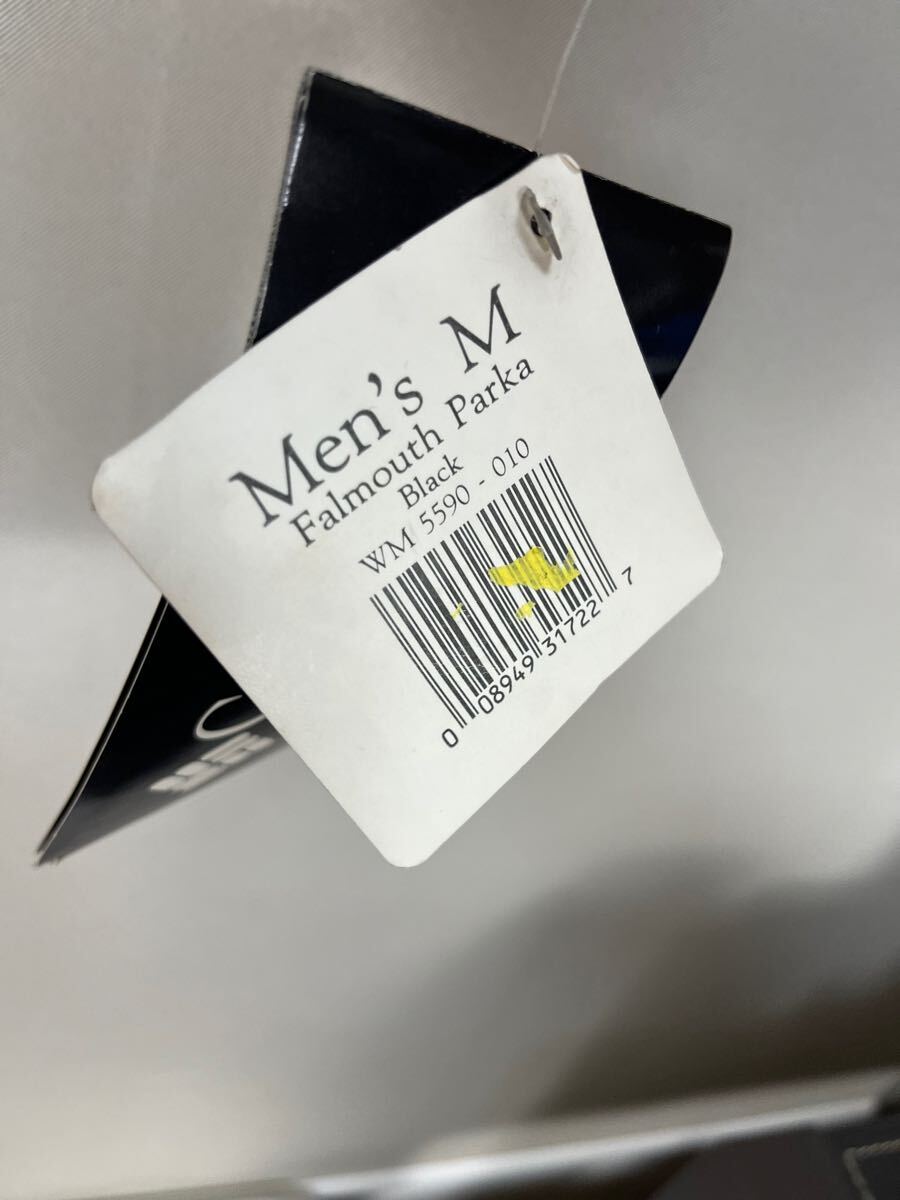 Men's M
Falmouth Parka
Black
WM 5590 - 010
0 08949 31722 7